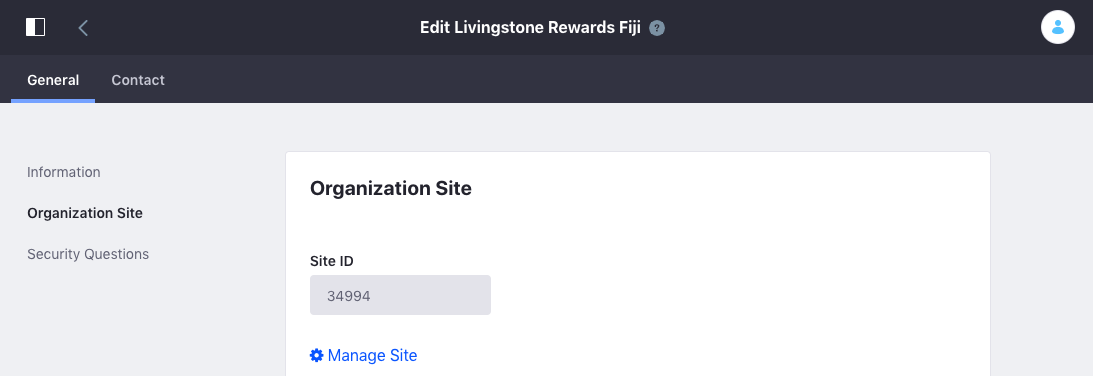 Edit Livingstone Rewards Fiji ?
General Contact
Information
Organization Site
Security Questions
Organization Site
Site ID
34994
Manage Site